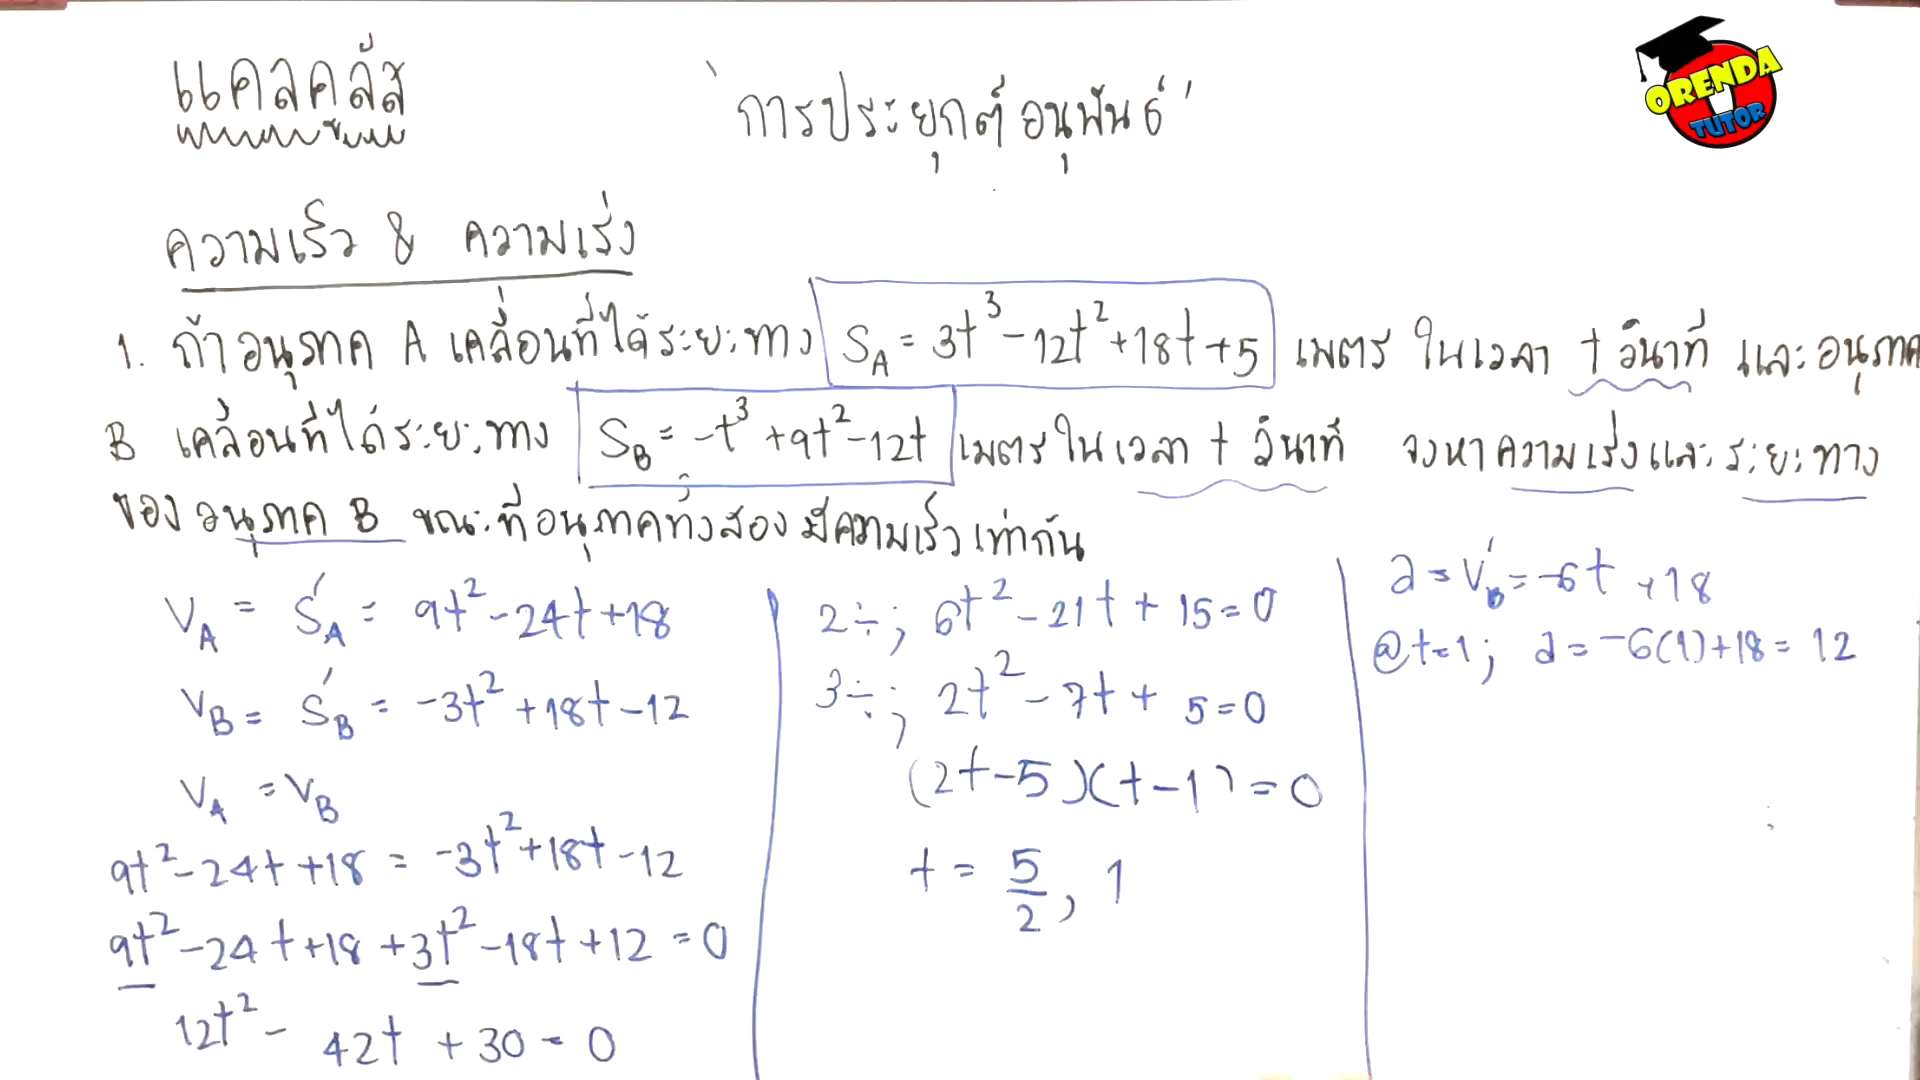 แคลคลัส
'การประยุกต์อนุพันธ์'
ORENDA
TUTOR
ความเร็ว & ความเร่ง
1. ถ้าอนุภาค A เคลื่อนที่ได้ระยะทาง S_A = 3t³ - 12t² + 18t + 5 เมตร ในเวลา t วินาที และอนุภาค
B เคลื่อนที่ได้ระยะทาง S_B = -t³ + 9t² - 12t เมตรในเวลา t วินาที จงหาความเร่งและระยะทาง
ของอนุภาค B ขณะที่อนุภาคทั้งสองมีความเร็วเท่ากัน
V_A = S'_A = 9t² - 24t + 18
V_B = S'_B = -3t² + 18t - 12
V_A = V_B
9t² - 24t + 18 = -3t² + 18t - 12
9t² - 24t + 18 + 3t² - 18t + 12 = 0
12t² - 42t + 30 = 0
2÷; 6t² - 21t + 15 = 0
3÷; 2t² - 7t + 5 = 0
(2t - 5)(t - 1) = 0
t = 5/2, 1
a = V'_B = -6t + 18
@t=1; a = -6(1) + 18 = 12